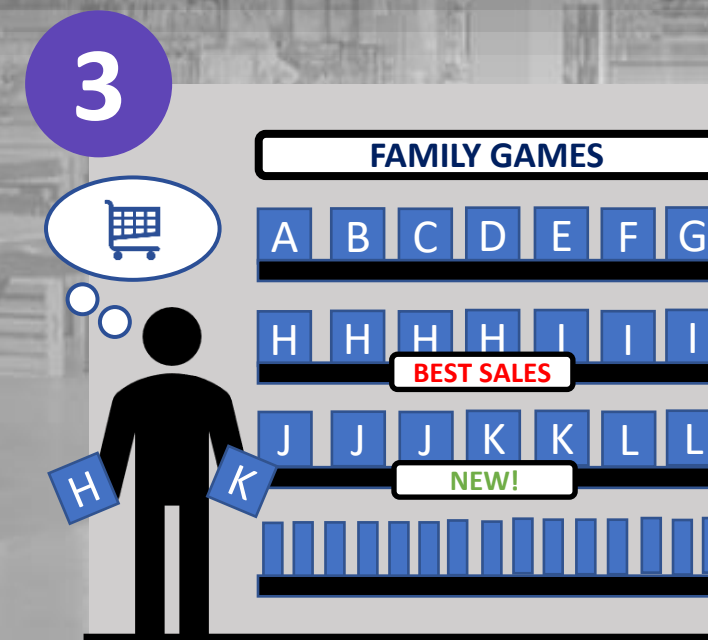 3
FAMILY GAMES
A B C D E F G
H H H H I I I
BEST SALES
J J J K K L L
NEW!
H K